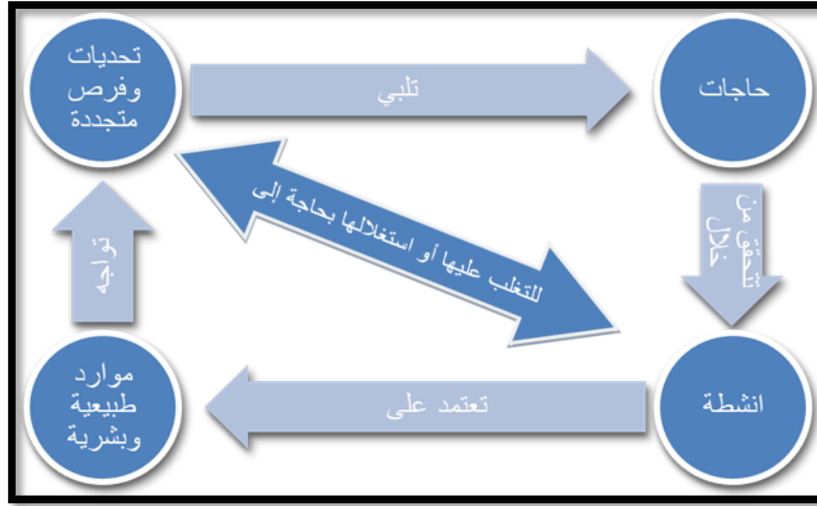 تحديات
وفرص
متجددة
تلبي
حاجات
تتحقق من
خلال
للتغلب عليها أو استغلالها بحاجة إلى
تواجه
موارد
طبيعية
وبشرية
تعتمد على
انشطة